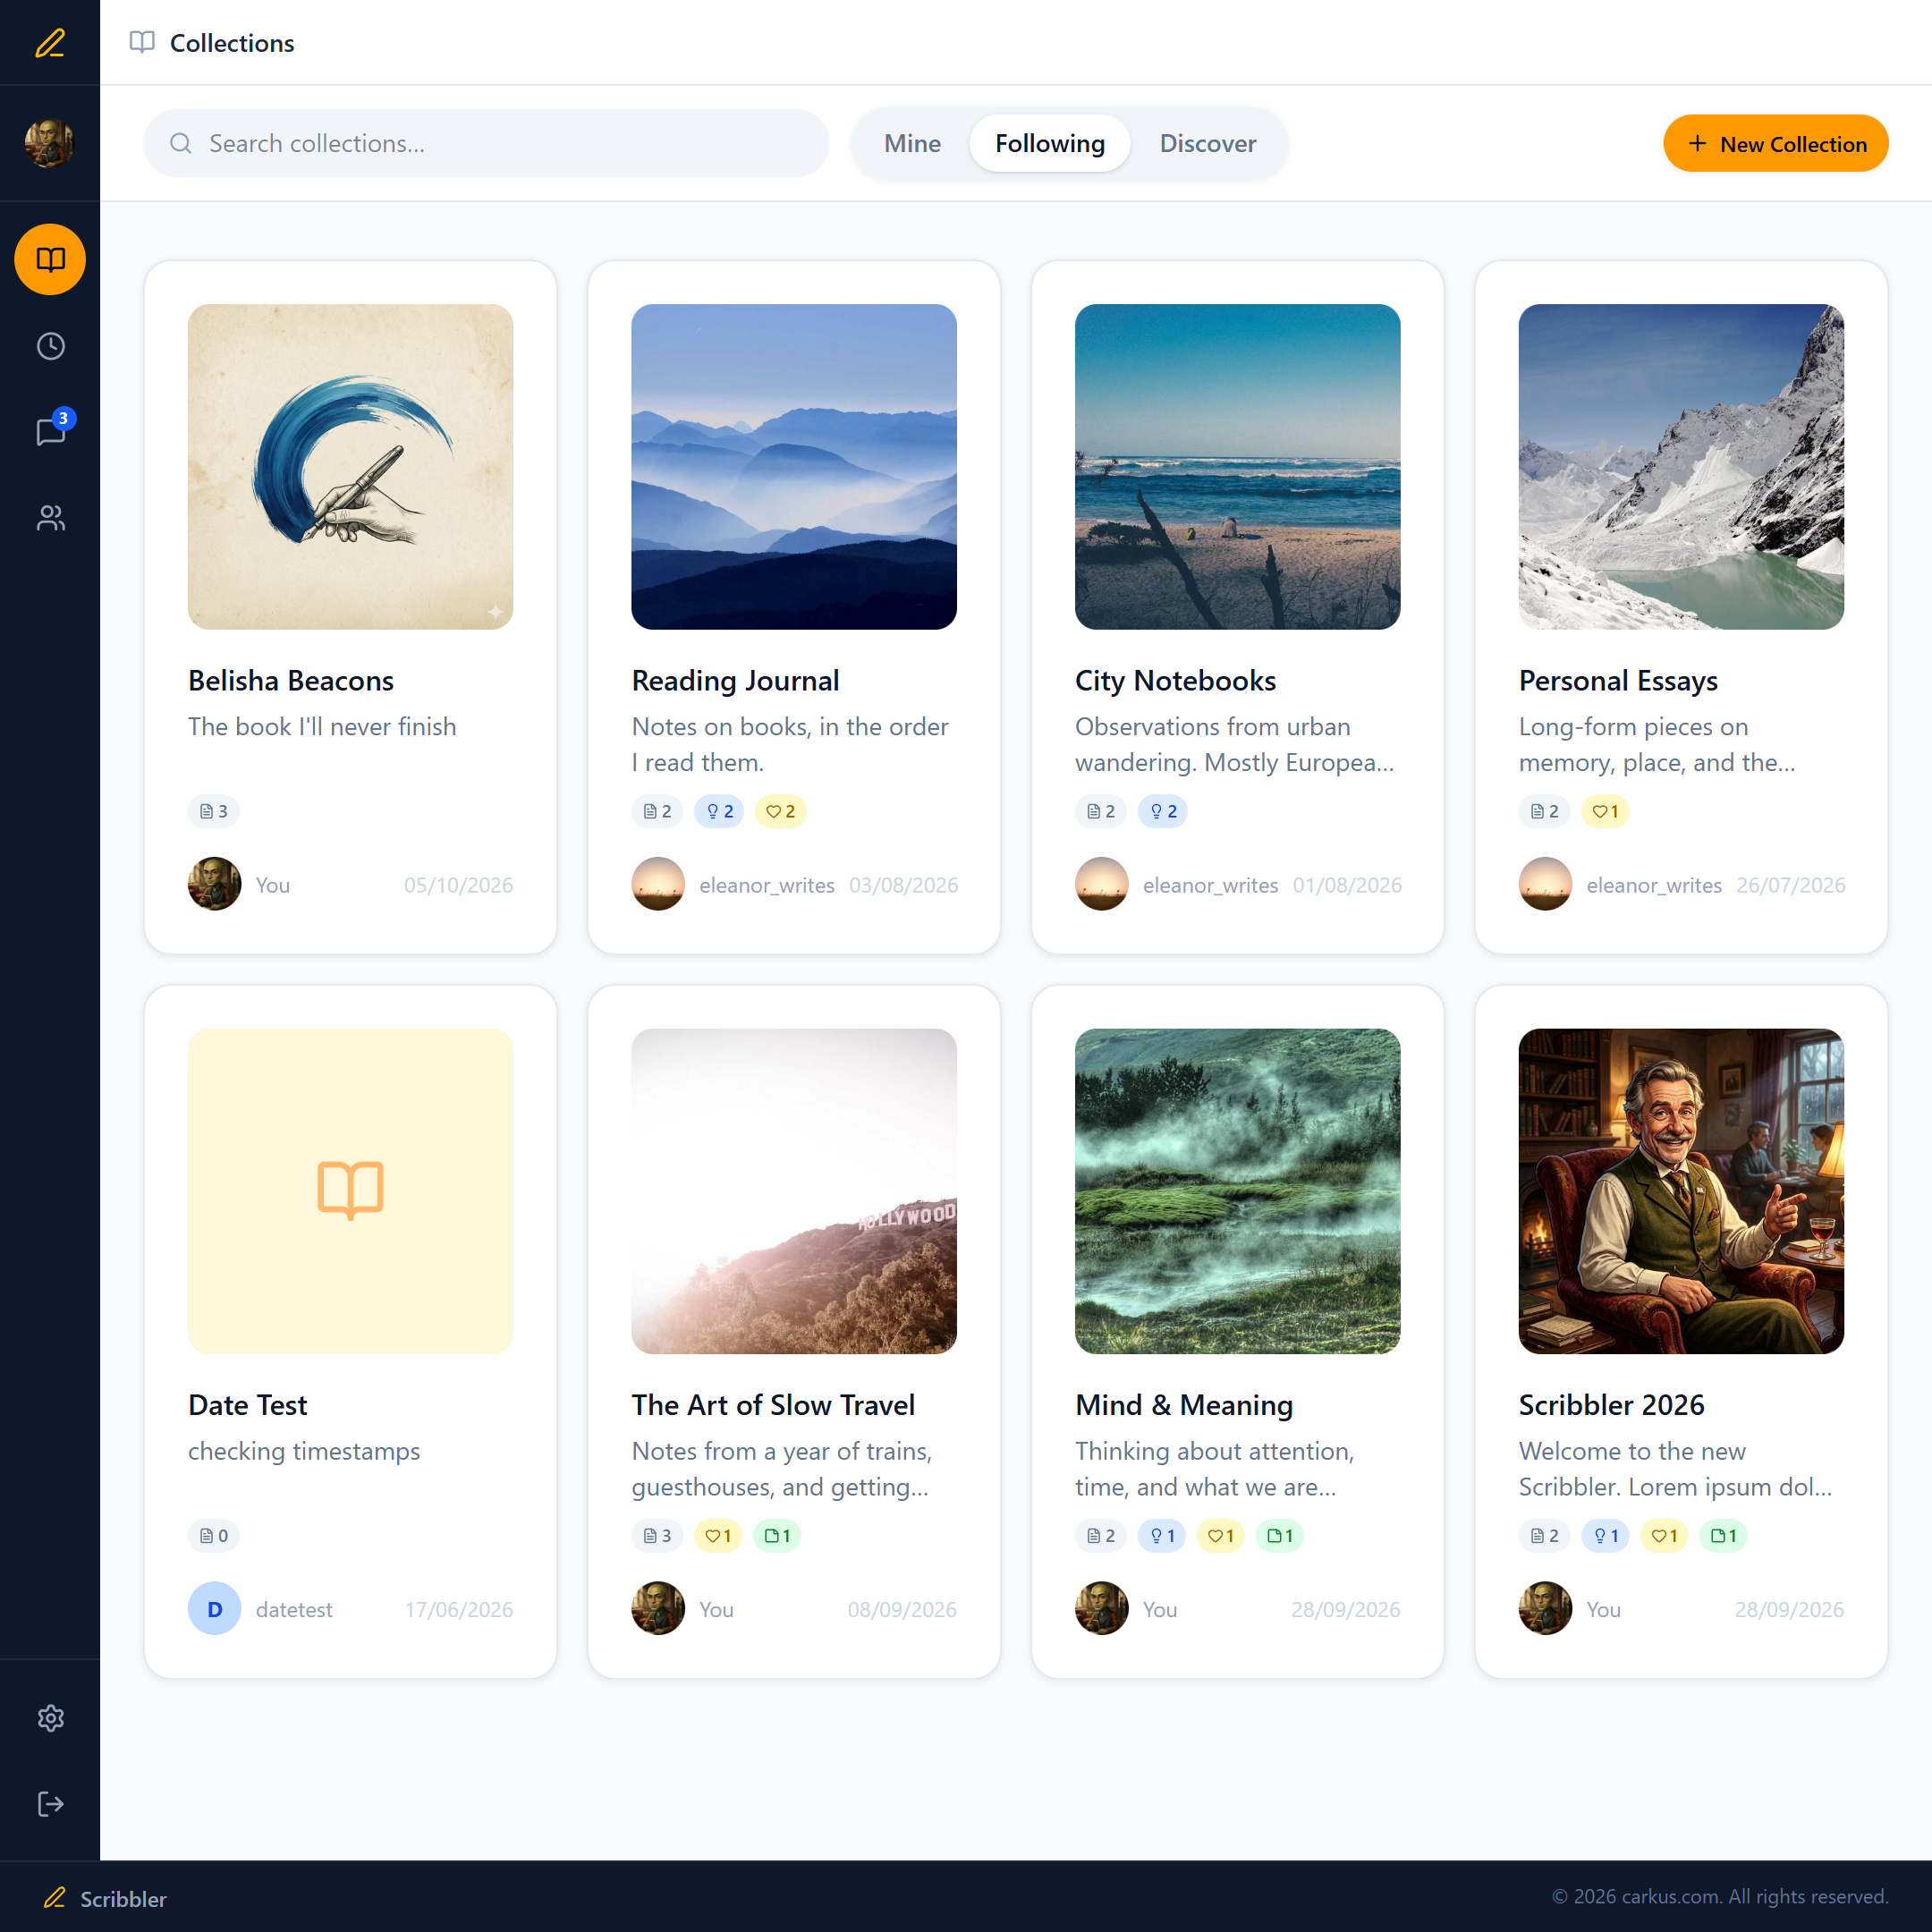 Collections
Search collections...
Mine
Following
Discover
New Collection
3
Belisha Beacons
The book I'll never finish
3
You
05/10/2026
Reading Journal
Notes on books, in the order
I read them.
2
2
2
eleanor_writes
03/08/2026
City Notebooks
Observations from urban
wandering. Mostly Europea...
2
2
eleanor_writes
01/08/2026
Personal Essays
Long-form pieces on
memory, place, and the...
2
1
eleanor_writes
26/07/2026
Date Test
checking timestamps
0
D
datetest
17/06/2026
HOLLYWOOD
The Art of Slow Travel
Notes from a year of trains,
guesthouses, and getting...
3
1
1
You
08/09/2026
Mind & Meaning
Thinking about attention,
time, and what we are...
2
1
1
1
You
28/09/2026
Scribbler 2026
Welcome to the new
Scribbler. Lorem ipsum dol...
2
1
1
1
You
28/09/2026
Scribbler
© 2026 carkus.com. All rights reserved.